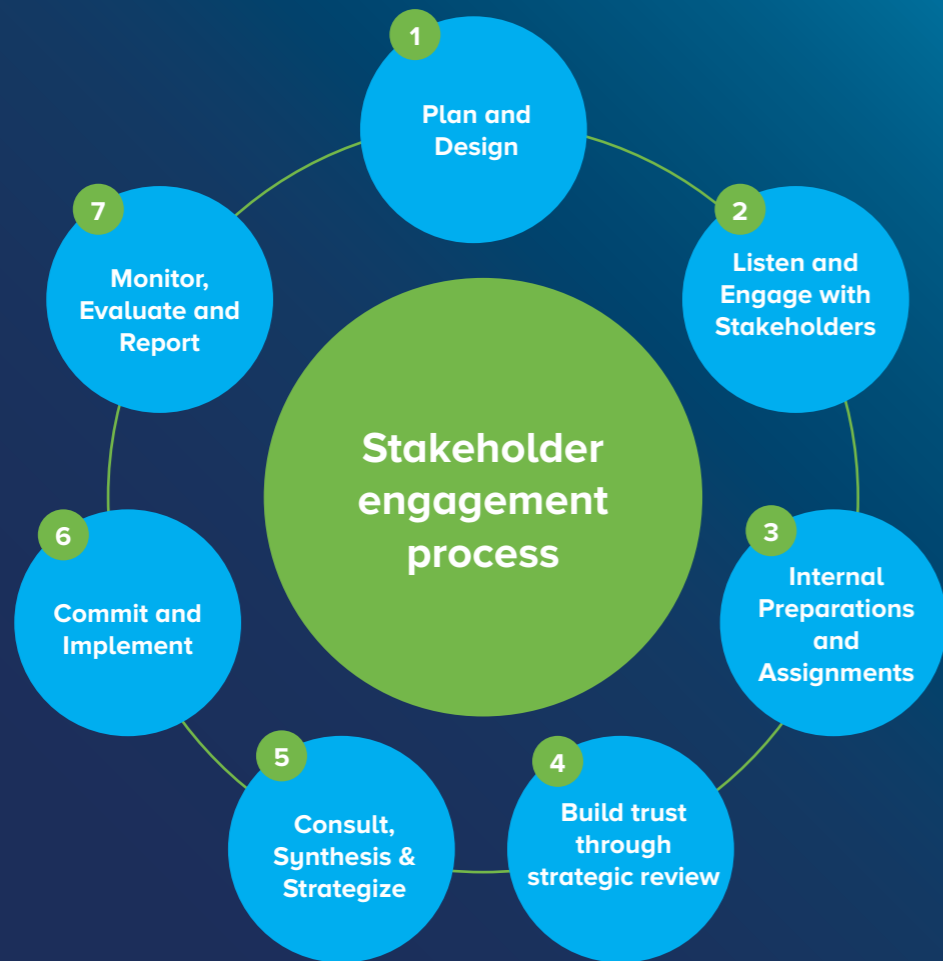 1
Plan and
Design
2
Listen and
Engage with
Stakeholders
3
Internal
Preparations
and
Assignments
4
Build trust
through
strategic review
5
Consult,
Synthesis &
Strategize
6
Commit and
Implement
7
Monitor,
Evaluate and
Report
Stakeholder
engagement
process